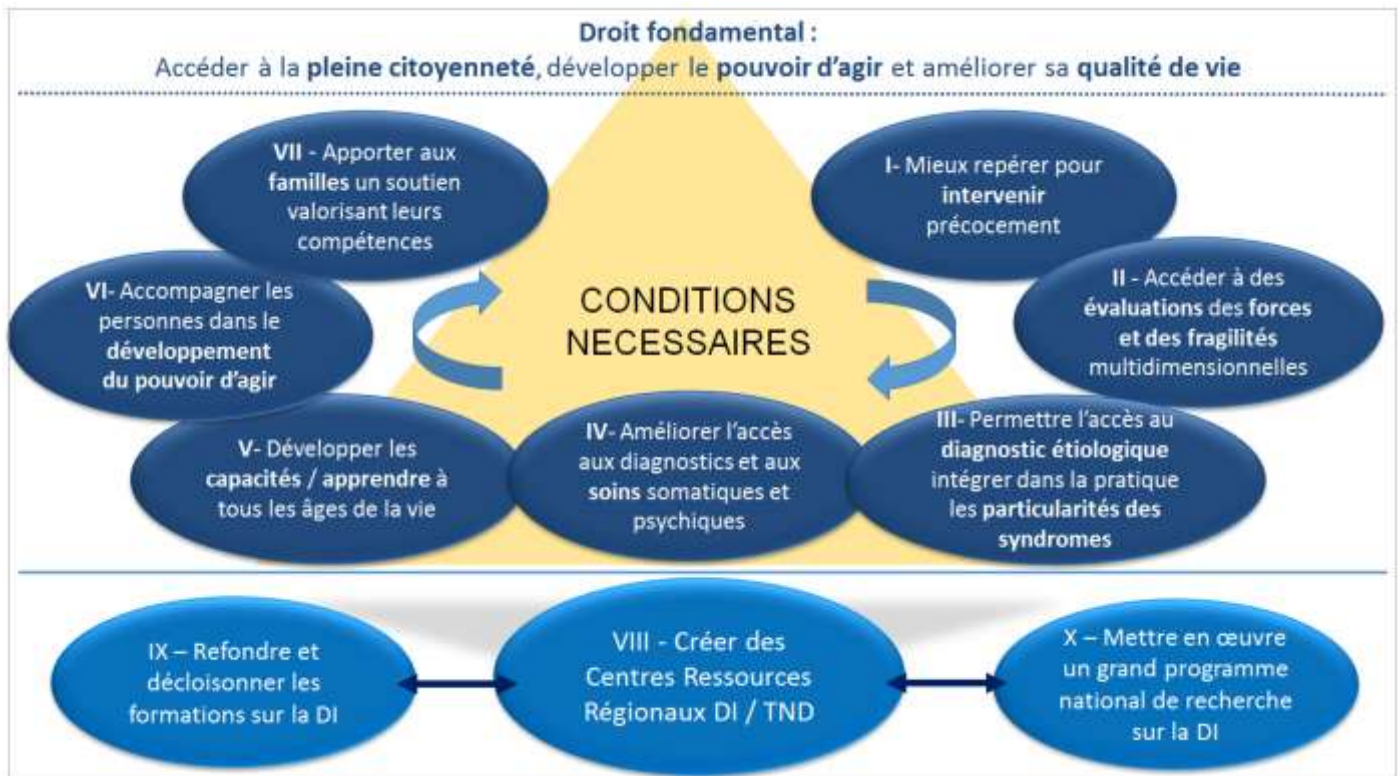 Droit fondamental :
Accéder à la pleine citoyenneté, développer le pouvoir d'agir et améliorer sa qualité de vie
VII - Apporter aux
familles un soutien
valorisant leurs
compétences
I- Mieux repérer pour
intervenir
précocement
VI- Accompagner les
personnes dans le
développement
du pouvoir d'agir
CONDITIONS
NECESSAIRES
II - Accéder à des
évaluations des forces
et des fragilités
multidimensionnelles
V- Développer les
capacités / apprendre à
tous les âges de la vie
IV- Améliorer l'accès
aux diagnostics et aux
soins somatiques et
psychiques
III- Permettre l'accès au
diagnostic étiologique
intégrer dans la pratique
les particularités des
syndromes
IX – Refondre et
décloisonner les
formations sur la DI
VIII - Créer des
Centres Ressources
Régionaux DI / TND
X – Mettre en œuvre
un grand programme
national de recherche
sur la DI